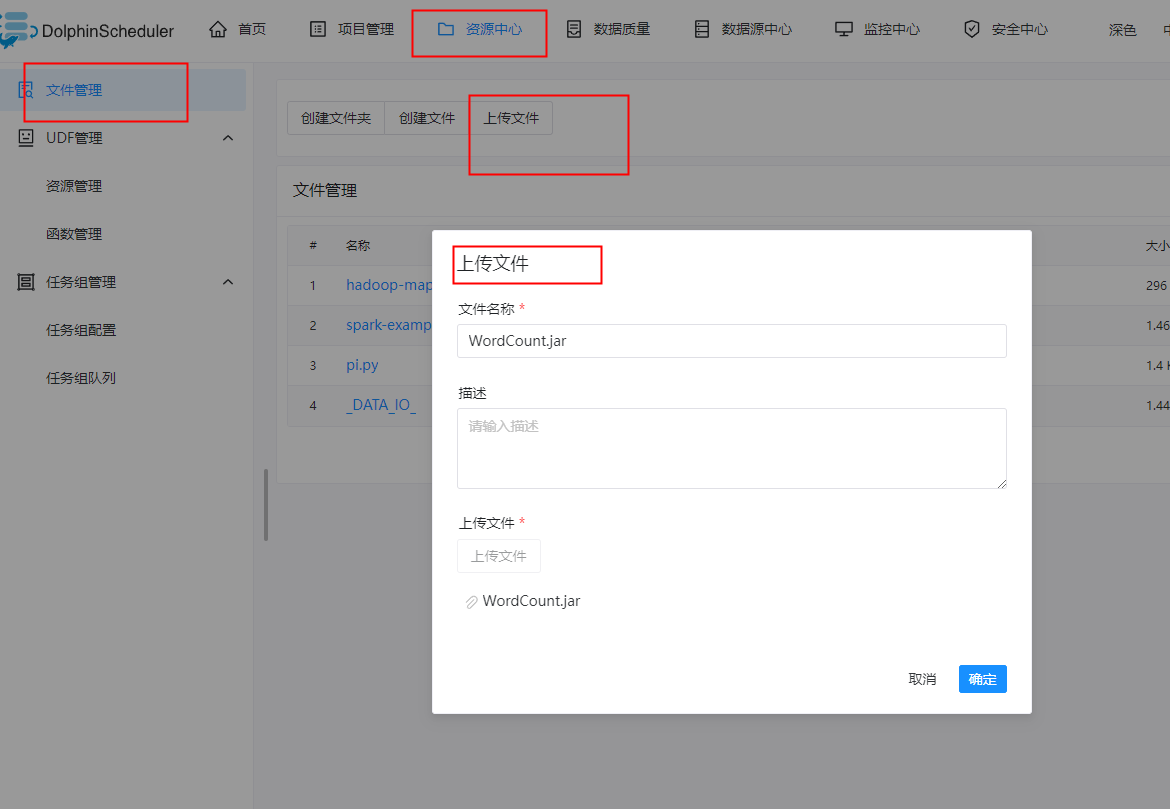 DolphinScheduler 首页 项目管理 资源中心 数据质量 数据源中心 监控中心 安全中心 深色
文件管理
UDF管理
资源管理
函数管理
任务组管理
任务组配置
任务组队列
创建文件夹 创建文件 上传文件
文件管理
# 名称 大小
1 hadoop-map 296
2 spark-examp 1.46
3 pi.py 1.4
4 _DATA_IO_ 1.44
上传文件
文件名称 *
WordCount.jar
描述
请输入描述
上传文件 *
上传文件
WordCount.jar
取消 确定